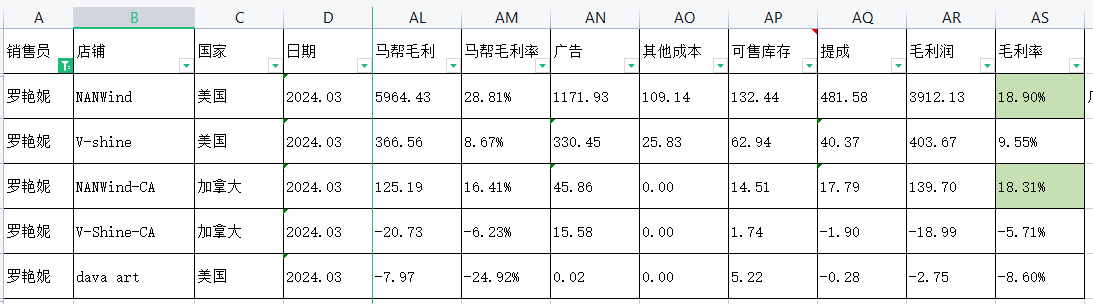 A B C D AL AM AN AO AP AQ AR AS
销售员 店铺 国家 日期 马帮毛利 马帮毛利率 广告 其他成本 可售库存 提成 毛利润 毛利率
罗艳妮 NANWind 美国 2024.03 5964.43 28.81% 1171.93 109.14 132.44 481.58 3912.13 18.90%
罗艳妮 V-shine 美国 2024.03 366.56 8.67% 330.45 25.83 62.94 40.37 403.67 9.55%
罗艳妮 NANWind-CA 加拿大 2024.03 125.19 16.41% 45.86 0.00 14.51 17.79 139.70 18.31%
罗艳妮 V-Shine-CA 加拿大 2024.03 -20.73 -6.23% 15.58 0.00 1.74 -1.90 -18.99 -5.71%
罗艳妮 dava art 美国 2024.03 -7.97 -24.92% 0.02 0.00 5.22 -0.28 -2.75 -8.60%